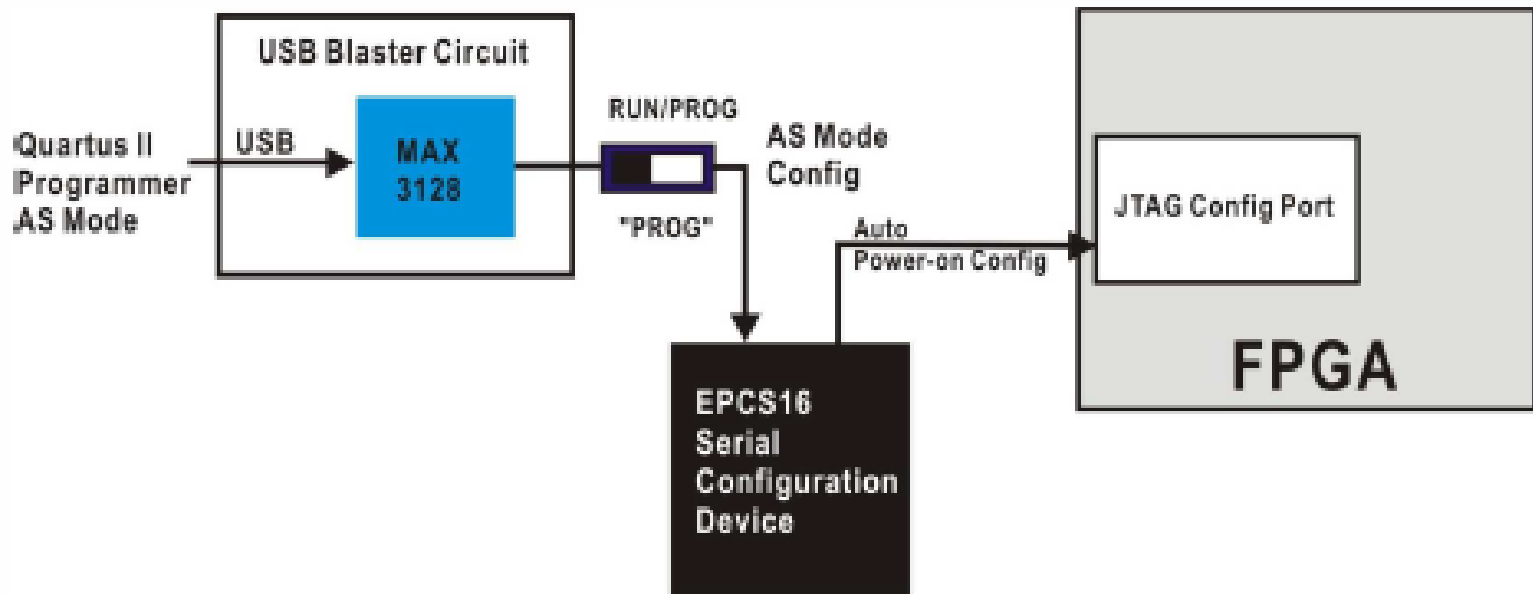 USB Blaster Circuit
Quartus II
Programmer
AS Mode
USB
MAX
3128
RUN/PROG
"PROG"
AS Mode
Config
Auto
Power-on Config
JTAG Config Port
FPGA
EPCS16
Serial
Configuration
Device